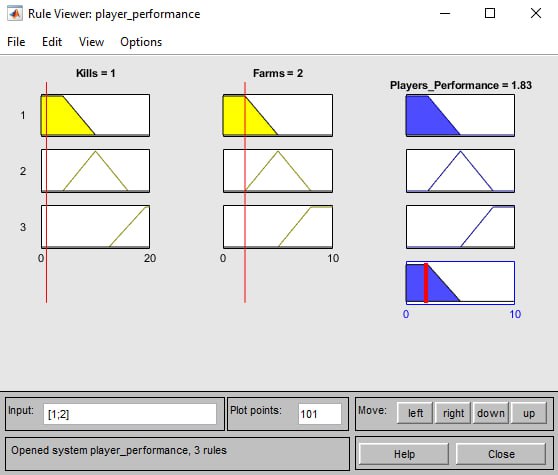 Rule Viewer: player_performance
File Edit View Options
Kills = 1 Farms = 2 Players_Performance = 1.83
1
2
3
0 20 0 10
0 10
Input: [1;2] Plot points: 101 Move: left right down up
Opened system player_performance, 3 rules Help Close